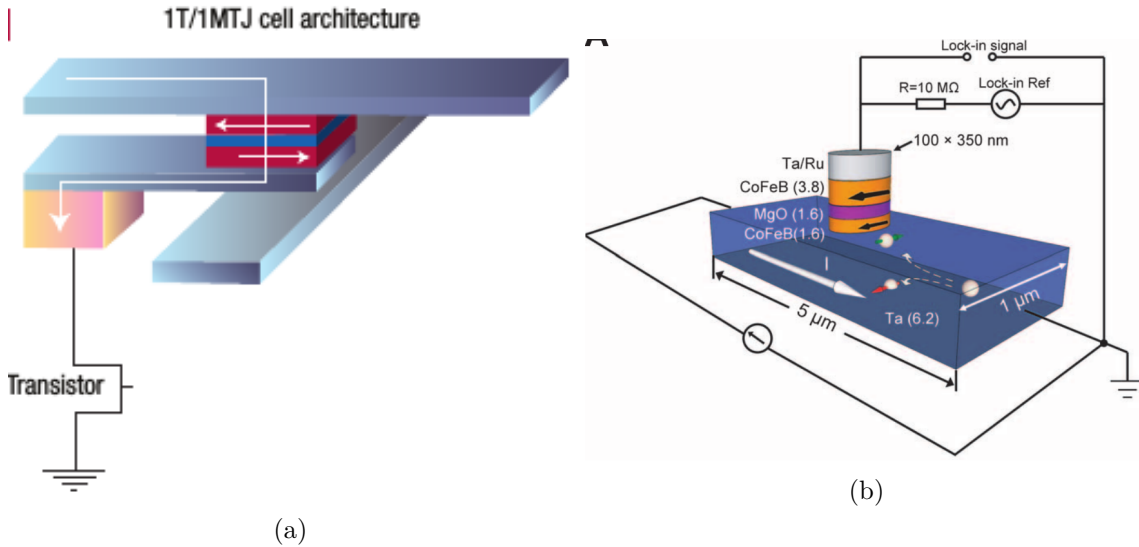 1T/1MTJ cell architecture
Transistor
(a)
A
Lock-in signal
R=10 MΩ
Lock-in Ref
100 × 350 nm
Ta/Ru
CoFeB (3.8)
MgO (1.6)
CoFeB(1.6)
I
Ta (6.2)
5 μm
1 μm
(b)